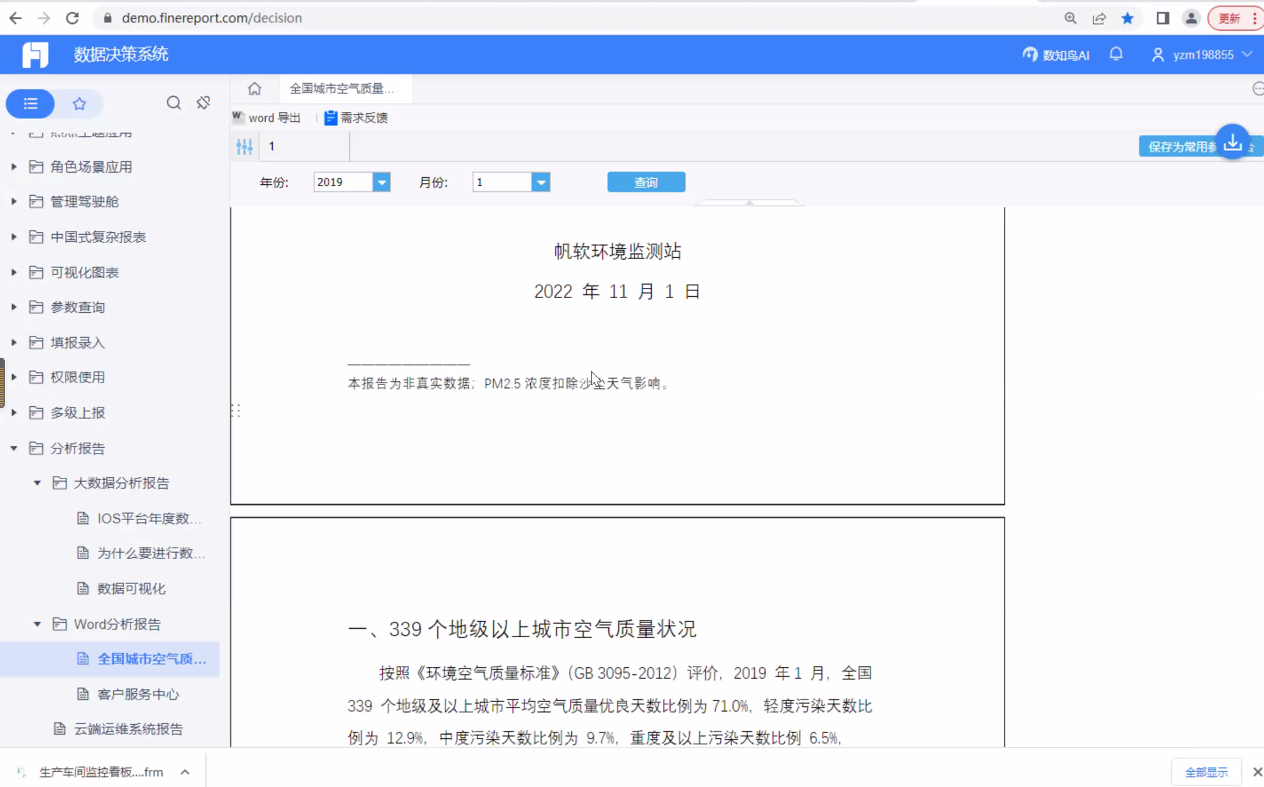 demo.finereport.com/decision
更新
数据决策系统
数知鸟AI
yzm198855
全国城市空气质量...
word 导出
需求反馈
1
保存为常用参
年份:
2019
月份:
1
查询
角色场景应用
管理驾驶舱
中国式复杂报表
可视化图表
参数查询
填报录入
权限使用
多级上报
分析报告
大数据分析报告
IOS平台年度数...
为什么要进行数...
数据可视化
Word分析报告
全国城市空气质...
客户服务中心
云端运维系统报告
帆软环境监测站
2022 年 11 月 1 日
本报告为非真实数据; PM2.5 浓度扣除沙尘天气影响。
一、339 个地级以上城市空气质量状况
按照《环境空气质量标准》（GB 3095-2012）评价，2019 年 1 月，全国
339 个地级及以上城市平均空气质量优良天数比例为 71.0%，轻度污染天数比
例为 12.9%，中度污染天数比例为 9.7%，重度及以上污染天数比例 6.5%，
生产车间监控看板....frm
全部显示